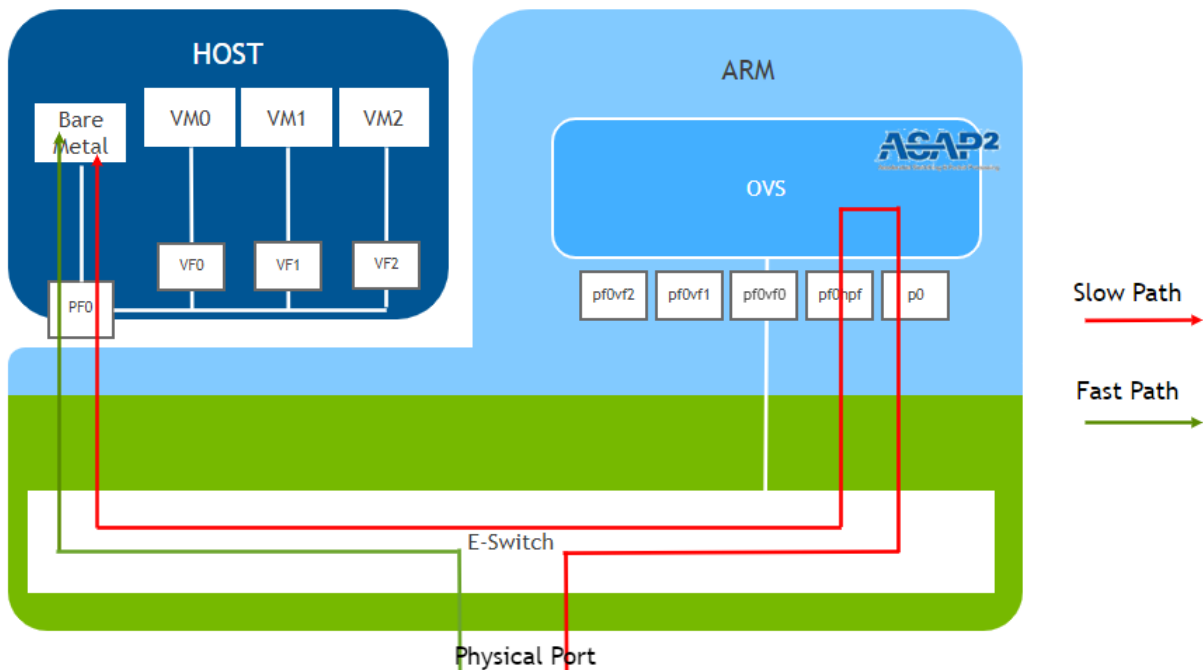 HOST
ARM
Bare
Metal
VM0
VM1
VM2
ASAP²
OVS
VF0
VF1
VF2
PF0
pf0vf2
pf0vf1
pf0vf0
pf0hpf
p0
Slow Path
Fast Path
E-Switch
Physical Port